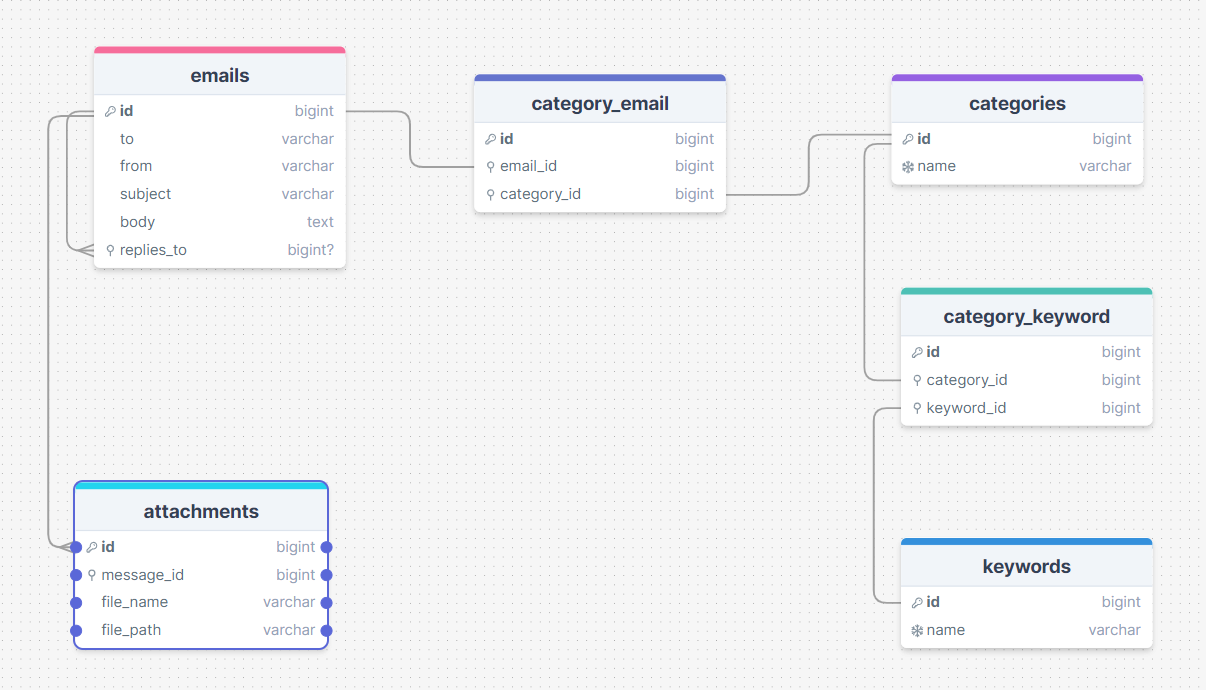 emails
id bigint
to varchar
from varchar
subject varchar
body text
replies_to bigint?
category_email
id bigint
email_id bigint
category_id bigint
categories
id bigint
name varchar
category_keyword
id bigint
category_id bigint
keyword_id bigint
attachments
id bigint
message_id bigint
file_name varchar
file_path varchar
keywords
id bigint
name varchar